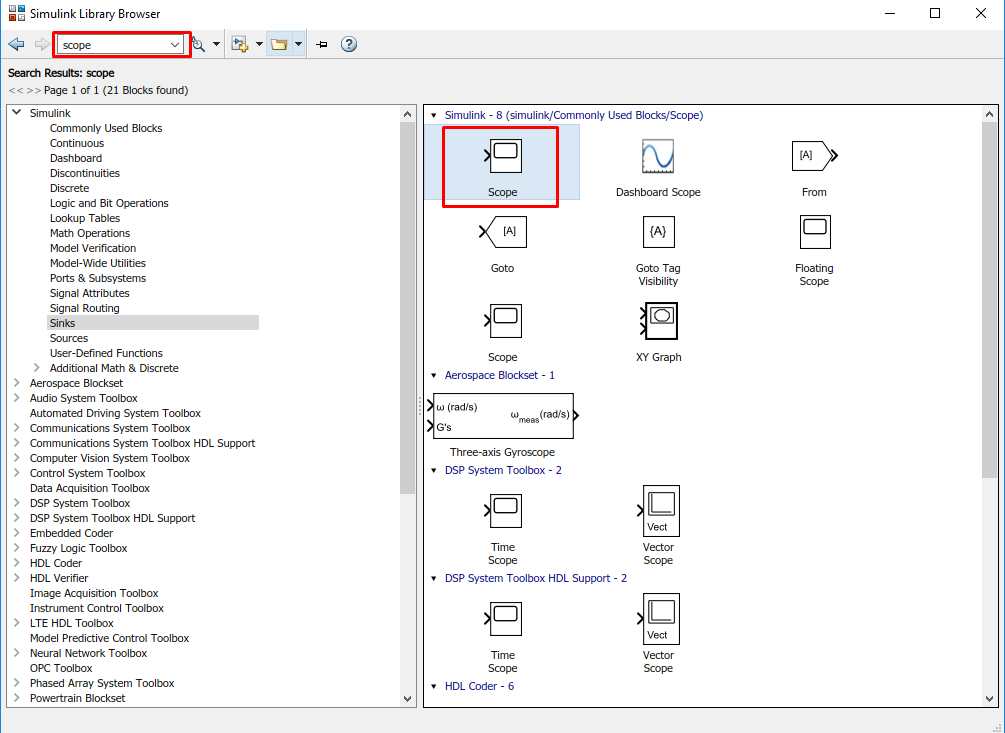 Simulink Library Browser
scope
Search Results: scope
<< >> Page 1 of 1 (21 Blocks found)
Simulink
Commonly Used Blocks
Continuous
Dashboard
Discontinuities
Discrete
Logic and Bit Operations
Lookup Tables
Math Operations
Model Verification
Model-Wide Utilities
Ports & Subsystems
Signal Attributes
Signal Routing
Sinks
Sources
User-Defined Functions
Additional Math & Discrete
Aerospace Blockset
Audio System Toolbox
Automated Driving System Toolbox
Communications System Toolbox
Communications System Toolbox HDL Support
Computer Vision System Toolbox
Control System Toolbox
Data Acquisition Toolbox
DSP System Toolbox
DSP System Toolbox HDL Support
Embedded Coder
Fuzzy Logic Toolbox
HDL Coder
HDL Verifier
Image Acquisition Toolbox
Instrument Control Toolbox
LTE HDL Toolbox
Model Predictive Control Toolbox
Neural Network Toolbox
OPC Toolbox
Phased Array System Toolbox
Powertrain Blockset
Simulink - 8 (simulink/Commonly Used Blocks/Scope)
[A]
Scope
Dashboard Scope
From
[A]
{A}
Goto
Goto Tag
Visibility
Floating
Scope
Scope
XY Graph
Aerospace Blockset - 1
ω (rad/s)
ωmeas(rad/s)
G's
Three-axis Gyroscope
DSP System Toolbox - 2
Vect
Time
Scope
Vector
Scope
DSP System Toolbox HDL Support - 2
Vect
Time
Scope
Vector
Scope
HDL Coder - 6